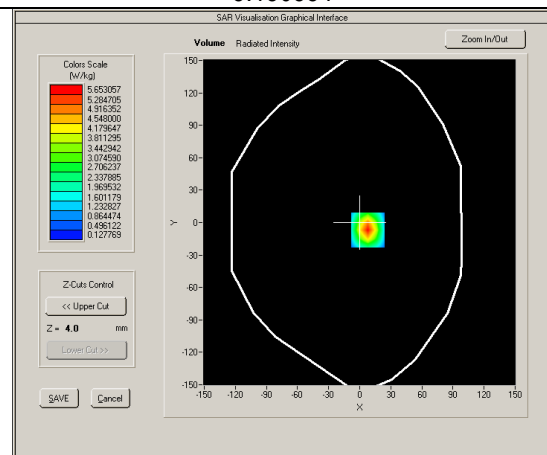 SAR Visualisation Graphical Interface
Volume Radiated Intensity
Zoom In/Out
Colors Scale
(W/kg)
5.653057
5.284705
4.916352
4.548000
4.179647
3.811295
3.442942
3.074590
2.706237
2.337885
1.969532
1.601179
1.232827
0.864474
0.496122
0.127769
Z-Cuts Control
<< Upper Cut
Z = 4.0 mm
Lower Cut >>
SAVE Cancel
150
120
90
60
30
0
-30
-60
-90
-120
-150
Y
-150 -120 -90 -60 -30 0 30 60 90 120 150
X